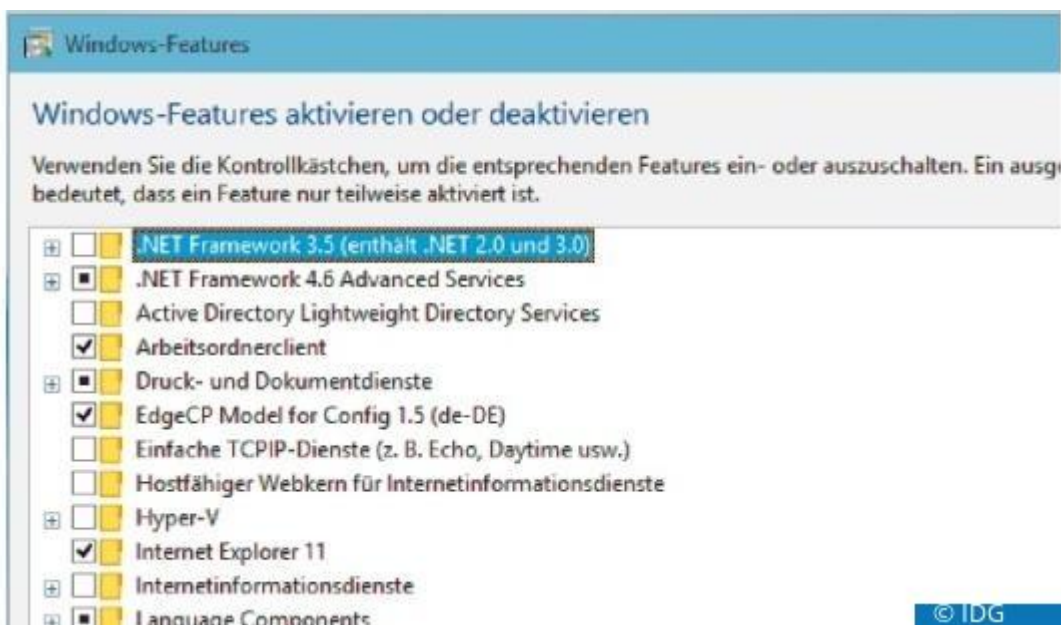 Windows-Features
Windows-Features aktivieren oder deaktivieren
Verwenden Sie die Kontrollkästchen, um die entsprechenden Features ein- oder auszuschalten. Ein ausg
bedeutet, dass ein Feature nur teilweise aktiviert ist.
.NET Framework 3.5 (enthält .NET 2.0 und 3.0)
.NET Framework 4.6 Advanced Services
Active Directory Lightweight Directory Services
Arbeitsordnerclient
Druck- und Dokumentdienste
EdgeCP Model for Config 1.5 (de-DE)
Einfache TCPIP-Dienste (z. B. Echo, Daytime usw.)
Hostfähiger Webkern für Internetinformationsdienste
Hyper-V
Internet Explorer 11
Internetinformationsdienste
Language Components
© IDG